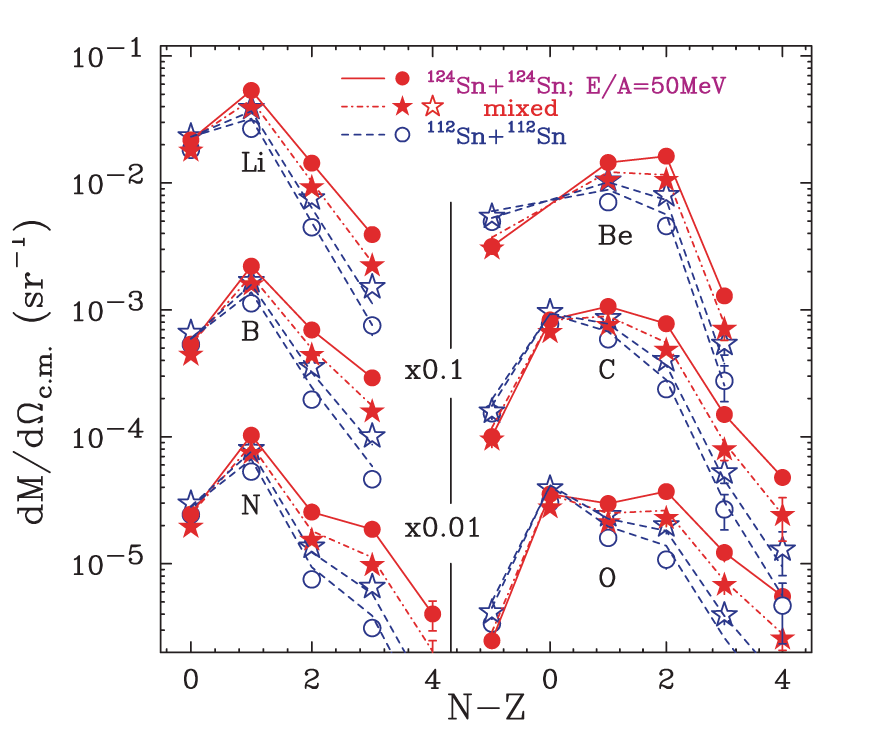 10⁻¹
10⁻²
10⁻³
10⁻⁴
10⁻⁵
dM/dΩc.m. (sr⁻¹)
¹²⁴Sn+¹²⁴Sn; E/A=50MeV
mixed
¹¹²Sn+¹¹²Sn
Li
Be
B
x0.1
C
N
x0.01
O
0 2 4 0 2 4
N−Z